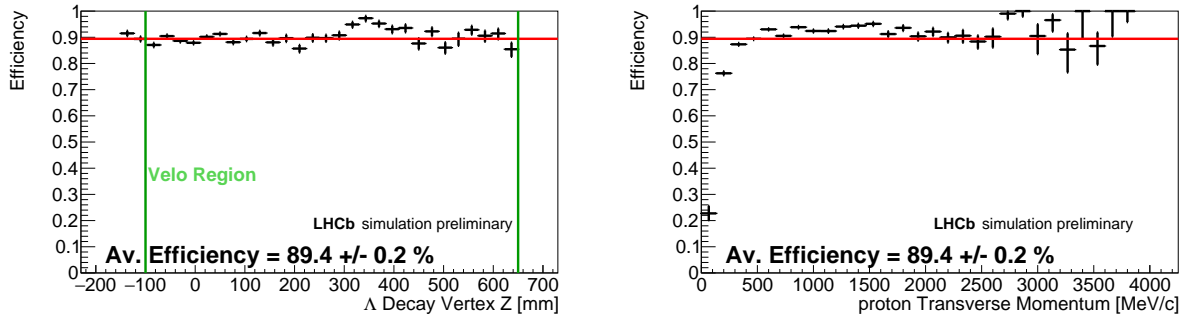 Efficiency
1
0.9
0.8
0.7
0.6
0.5
0.4
0.3
0.2
0.1
0
Velo Region
LHCb simulation preliminary
Av. Efficiency = 89.4 +/- 0.2 %
−200 −100 0 100 200 300 400 500 600 700
Λ Decay Vertex Z [mm]
Efficiency
1
0.9
0.8
0.7
0.6
0.5
0.4
0.3
0.2
0.1
0
LHCb simulation preliminary
Av. Efficiency = 89.4 +/- 0.2 %
0 500 1000 1500 2000 2500 3000 3500 4000
proton Transverse Momentum [MeV/c]